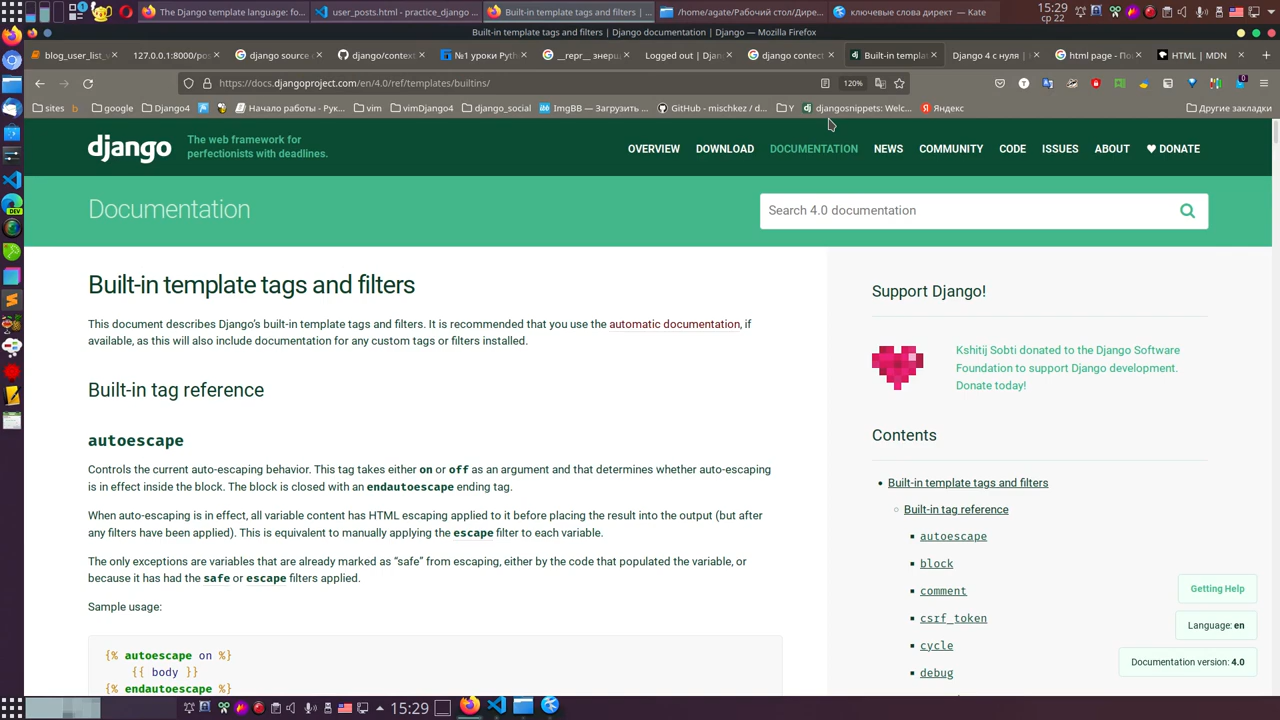 The Django template language: fo...
user_posts.html - practice_django ...
Built-in template tags and filters | ...
/home/agate/Рабочий стол/Дире...
ключевые слова директ — Kate
15:29
ср 22
Built-in template tags and filters | Django documentation | Django — Mozilla Firefox
blog_user_list_v
127.0.0.1:8000/pos
django source
django/context
№1 уроки Python
__repr__ значи
Logged out | Djan
django context
Built-in templat
Django 4 с нуля |
html page - По
HTML | MDN
https://docs.djangoproject.com/en/4.0/ref/templates/builtins/
120%
sites
google
Django4
Начало работы - Рук...
vim
vimDjango4
django_social
ImgBB — Загрузить ...
GitHub - mischkez / d...
Y
djangosnippets: Welc...
Яндекс
Другие закладки
django
The web framework for
perfectionists with deadlines.
OVERVIEW DOWNLOAD DOCUMENTATION NEWS COMMUNITY CODE ISSUES ABOUT ♥ DONATE
Documentation
Search 4.0 documentation
Built-in template tags and filters
This document describes Django’s built-in template tags and filters. It is recommended that you use the automatic documentation, if
available, as this will also include documentation for any custom tags or filters installed.
Built-in tag reference
autoescape
Controls the current auto-escaping behavior. This tag takes either on or off as an argument and that determines whether auto-escaping
is in effect inside the block. The block is closed with an endautoescape ending tag.
When auto-escaping is in effect, all variable content has HTML escaping applied to it before placing the result into the output (but after
any filters have been applied). This is equivalent to manually applying the escape filter to each variable.
The only exceptions are variables that are already marked as “safe” from escaping, either by the code that populated the variable, or
because it has had the safe or escape filters applied.
Sample usage:
{% autoescape on %}
{{ body }}
{% endautoescape %}
Support Django!
Kshitij Sobti donated to the Django Software
Foundation to support Django development.
Donate today!
Contents
Built-in template tags and filters
Built-in tag reference
autoescape
block
comment
csrf_token
cycle
debug
Getting Help
Language: en
Documentation version: 4.0
15:29